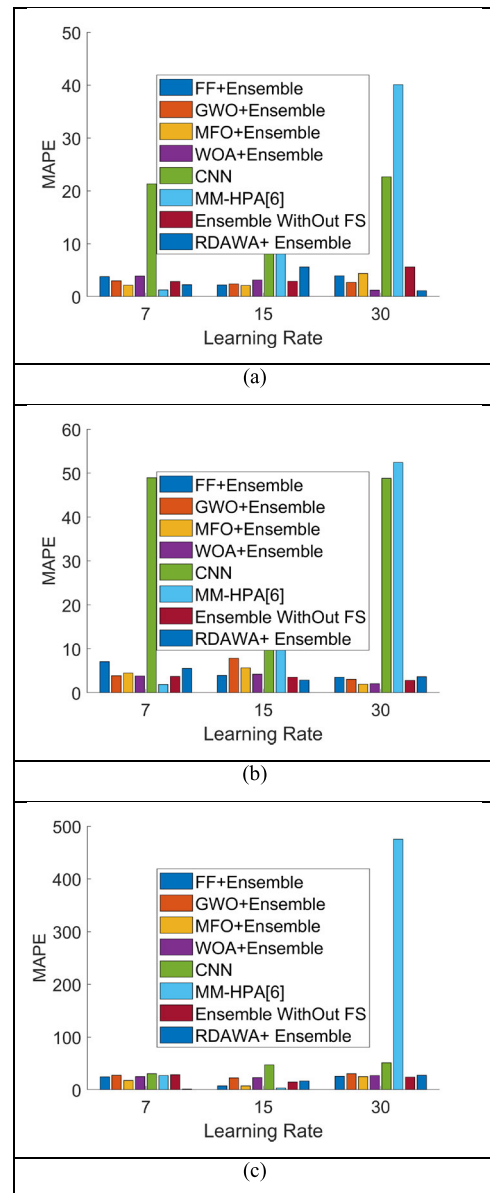 50
40
30
20
10
0
MAPE
FF+Ensemble
GWO+Ensemble
MFO+Ensemble
WOA+Ensemble
CNN
MM-HPA[6]
Ensemble WithOut FS
RDAWA+ Ensemble
7 15 30
Learning Rate
(a)
60
50
40
30
20
10
0
MAPE
FF+Ensemble
GWO+Ensemble
MFO+Ensemble
WOA+Ensemble
CNN
MM-HPA[6]
Ensemble WithOut FS
RDAWA+ Ensemble
7 15 30
Learning Rate
(b)
500
400
300
200
100
0
MAPE
FF+Ensemble
GWO+Ensemble
MFO+Ensemble
WOA+Ensemble
CNN
MM-HPA[6]
Ensemble WithOut FS
RDAWA+ Ensemble
7 15 30
Learning Rate
(c)